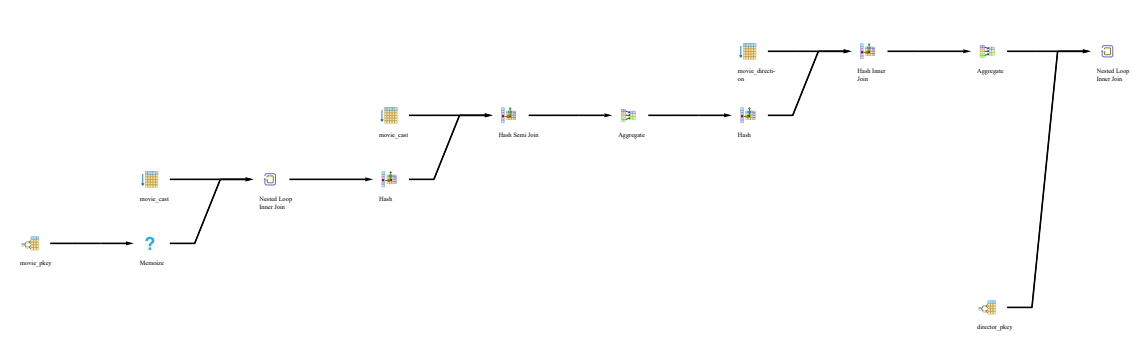 movie_directi-
on
Hash Inner
Join
Aggregate
Nested Loop
Inner Join
movie_cast
Hash Semi Join
Aggregate
Hash
movie_cast
Nested Loop
Inner Join
Hash
movie_pkey
?
Memoize
director_pkey